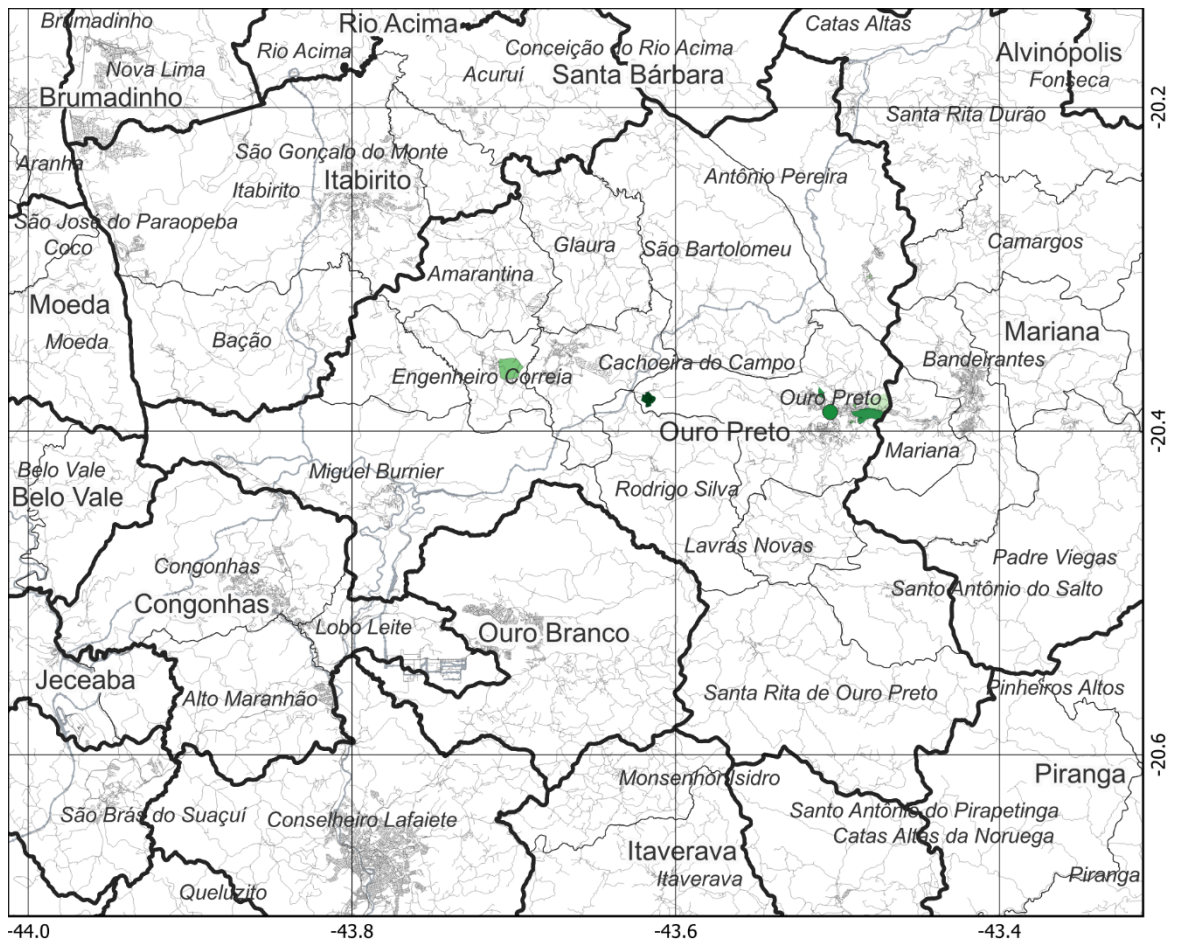 Brumadinho
Rio Acima
Catas Altas
Rio Acima
Conceição do Rio Acima
Alvinópolis
Nova Lima
Acuruí
Santa Bárbara
Fonseca
Brumadinho
-20.2
Santa Rita Durão
Aranha
São Gonçalo do Monte
Itabirito
Antônio Pereira
Itabirito
São José do Paraopeba
Coco
Glaura
São Bartolomeu
Camargos
Amarantina
Moeda
Moeda
Bação
Mariana
Bandeirantes
Cachoeira do Campo
Engenheiro Correia
Ouro Preto
Ouro Preto
-20.4
Mariana
Belo Vale
Miguel Burnier
Belo Vale
Rodrigo Silva
Lavras Novas
Padre Viegas
Congonhas
Santo Antônio do Salto
Congonhas
Lobo Leite
Ouro Branco
Jeceaba
Alto Maranhão
Santa Rita de Ouro Preto
Pinheiros Altos
-20.6
Monsenhor Isidro
Piranga
São Brás do Suaçuí
Conselheiro Lafaiete
Santo Antônio do Pirapetinga
Catas Altas da Noruega
Itaverava
Itaverava
Piranga
Queluzito
-44.0
-43.8
-43.6
-43.4